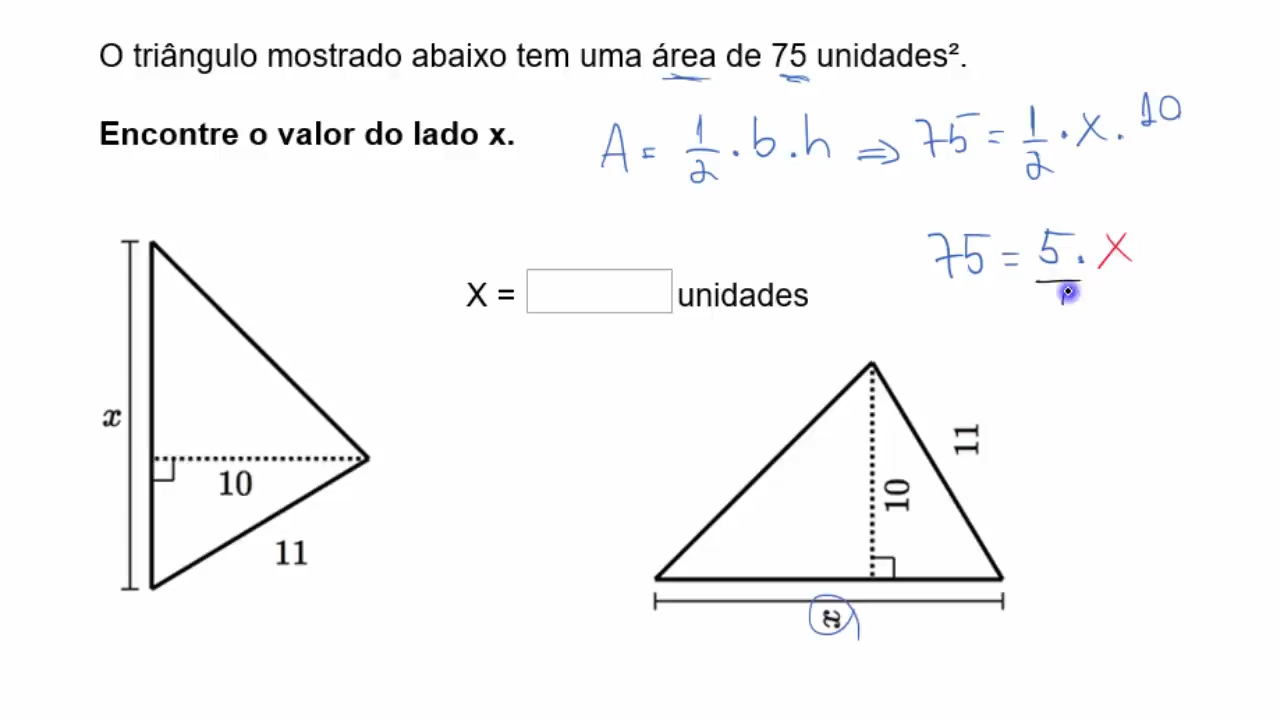 O triângulo mostrado abaixo tem uma área de 75 unidades².
Encontre o valor do lado x.
A = 1/2 . b . h ⇒ 75 = 1/2 . x . 10
75 = 5 . x
X = unidades
x
10
11
11
10
x